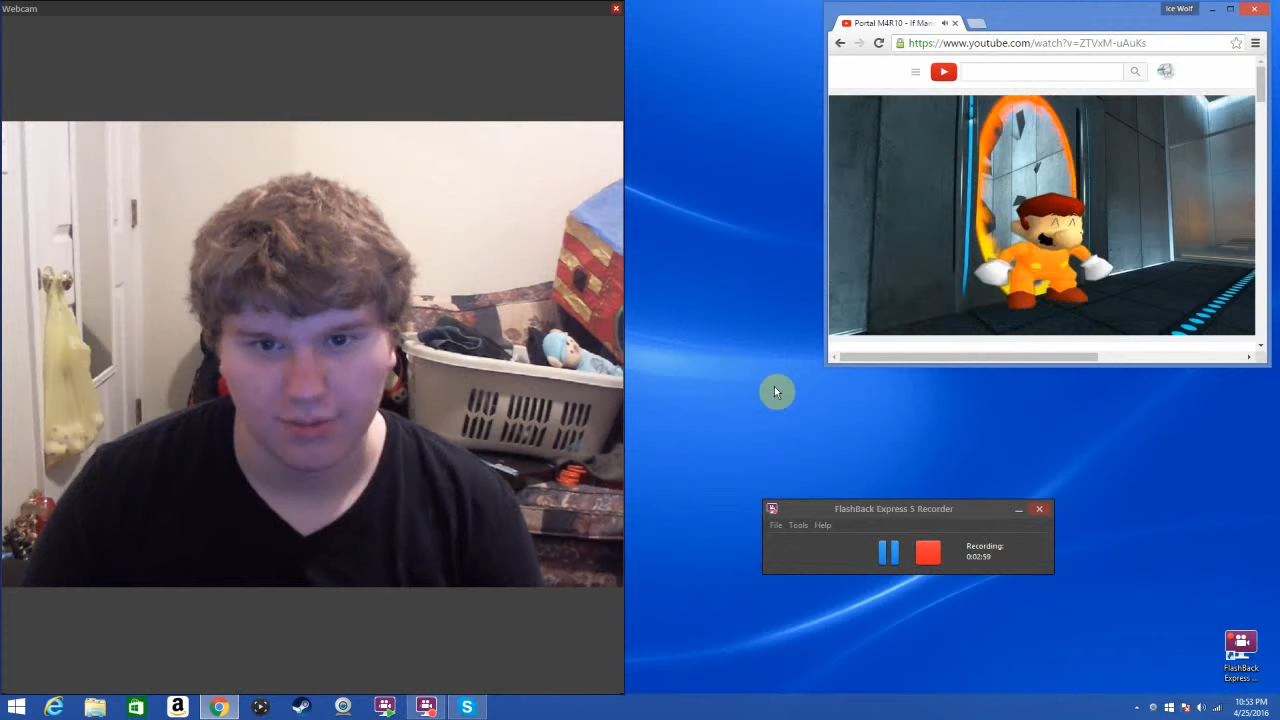 Webcam
Ice Wolf
Portal M4R10 - If Mari
https://www.youtube.com/watch?v=ZTVxM-uAuKs
FlashBack Express 5 Recorder
File Tools Help
Recording:
0:02:59
FlashBack
Express ...
10:53 PM
4/25/2016